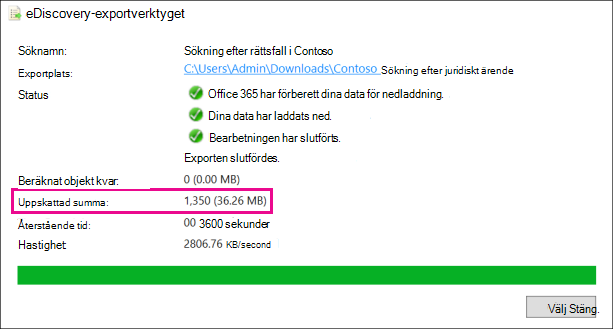 eDiscovery-exportverktyget
Söknamn: Sökning efter rättsfall i Contoso
Exportplats: C:\Users\Admin\Downloads\Contoso Sökning efter juridiskt ärende
Status Office 365 har förberett dina data för nedladdning.
Dina data har laddats ned.
Bearbetningen har slutförts.
Exporten slutfördes.
Beräknat objekt kvar: 0 (0.00 MB)
Uppskattad summa: 1,350 (36.26 MB)
Återstående tid: 00 3600 sekunder
Hastighet: 2806.76 KB/second
Välj Stäng.